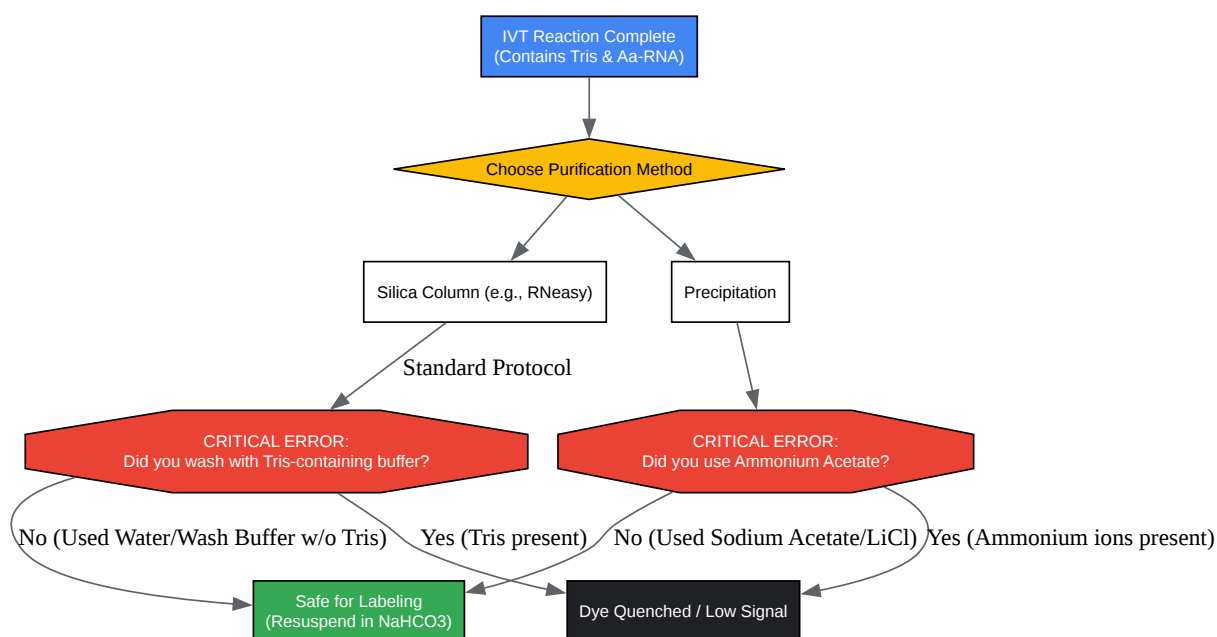 IVT Reaction Complete
(Contains Tris & Aa-RNA)
Choose Purification Method
Silica Column (e.g., RNeasy)
Precipitation
Standard Protocol
CRITICAL ERROR:
Did you wash with Tris-containing buffer?
CRITICAL ERROR:
Did you use Ammonium Acetate?
No (Used Water/Wash Buffer w/o Tris)
Yes (Tris present)
No (Used Sodium Acetate/LiCl)
Yes (Ammonium ions present)
Safe for Labeling
(Resuspend in NaHCO3)
Dye Quenched / Low Signal